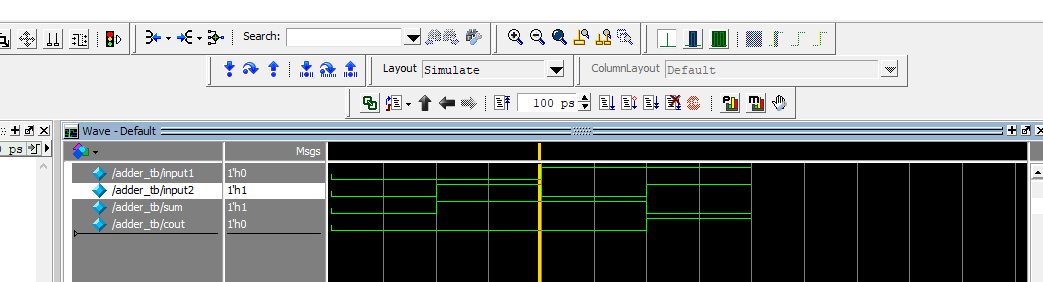 Search:
Layout Simulate
ColumnLayout Default
100 ps
ps
Wave - Default
Msgs
/adder_tb/input1 1'h0
/adder_tb/input2 1'h1
/adder_tb/sum 1'h1
/adder_tb/cout 1'h0